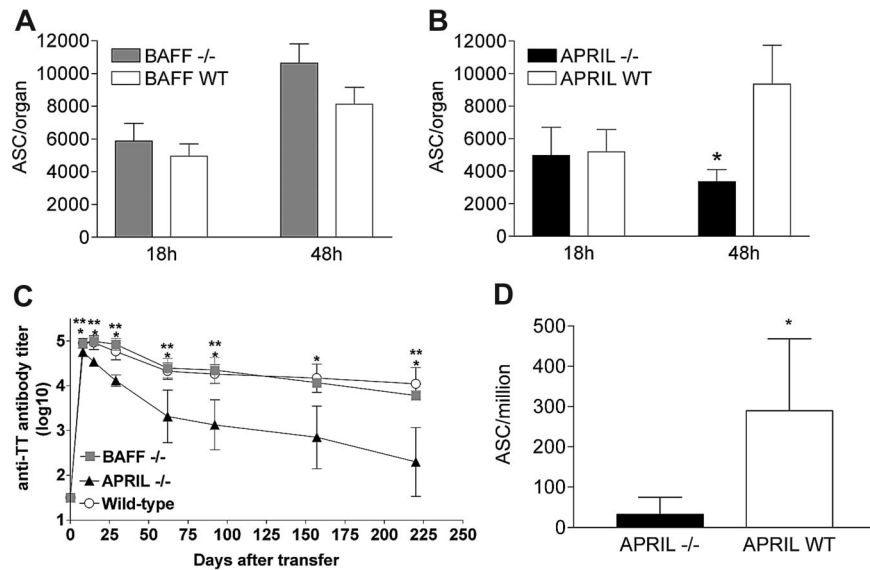 A
12000
10000
8000
6000
4000
2000
0
ASC/organ
BAFF -/-
BAFF WT
18h
48h
B
12000
10000
8000
6000
4000
2000
0
ASC/organ
APRIL -/-
APRIL WT
*
18h
48h
C
6
5
4
3
2
1
anti-TT antibody titer
(log10)
** ** ** ** ** **
* * * * * * *
BAFF -/-
APRIL -/-
Wild-type
0 25 50 75 100 125 150 175 200 225 250
Days after transfer
D
500
400
300
200
100
0
ASC/million
*
APRIL -/-
APRIL WT